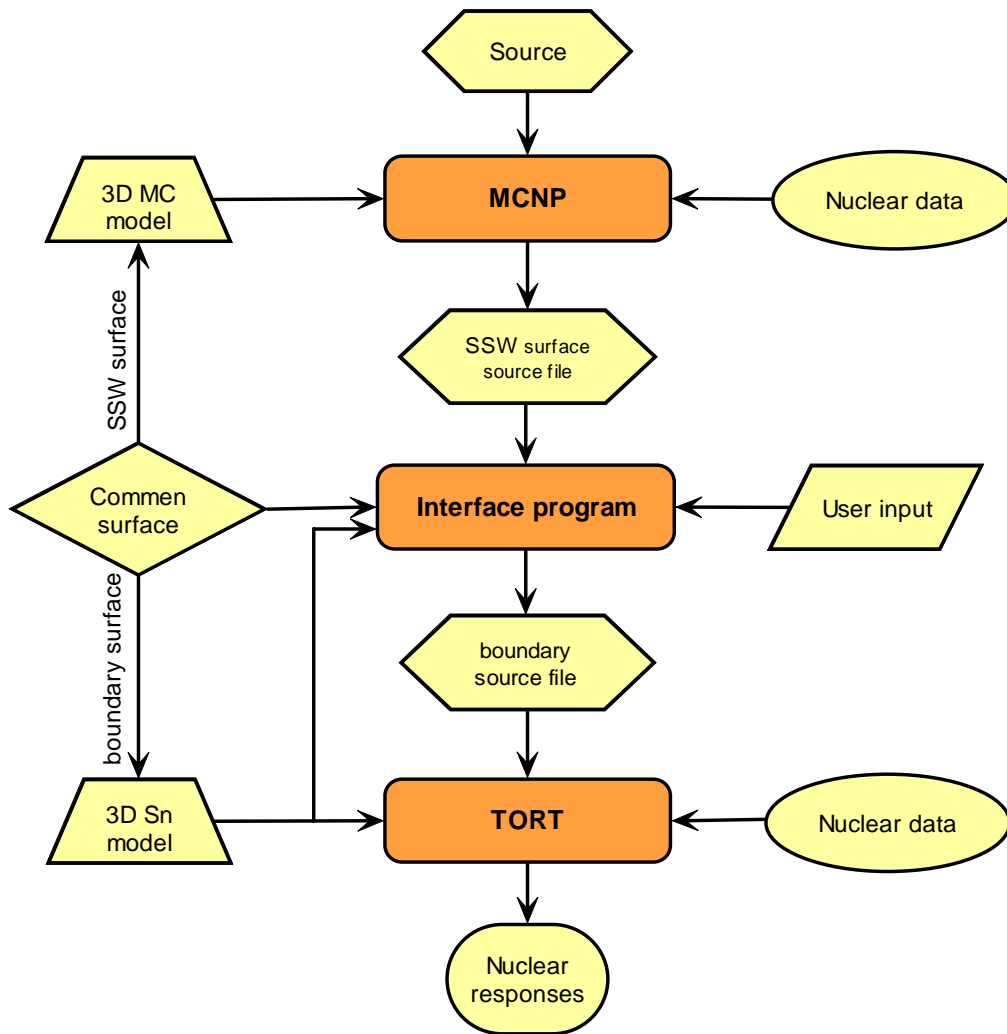 Source
3D MC
model
MCNP
Nuclear data
SSW surface
SSW surface
source file
Commen
surface
Interface program
User input
boundary surface
boundary
source file
3D Sn
model
TORT
Nuclear data
Nuclear
responses